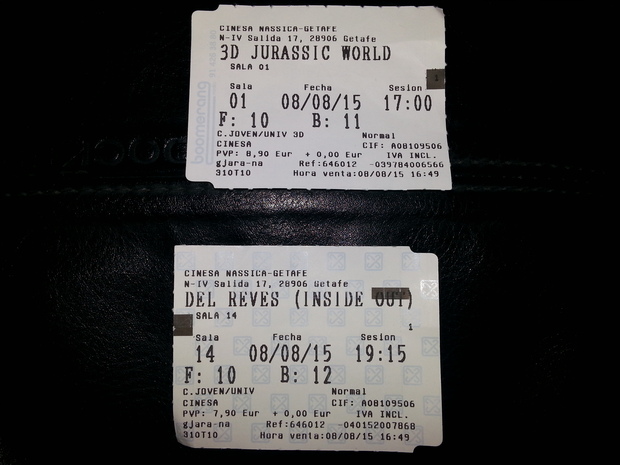 CINESA NASSICA-GETAFE
N-IV Salida 17, 28906 Getafe
3D JURASSIC WORLD
SALA 01
1
Sala Fecha Sesion
01 08/08/15 17:00
F: 10 B: 11
C.JOVEN/UNIV 3D Normal
CINESA CIF: A08109506
PVP: 8,90 Eur + 0,00 Eur IVA INCL.
gjara-na Ref:646012 -039784006566
310T10 Hora venta:08/08/15 16:49
boomerang
CINESA NASSICA-GETAFE
N-IV Salida 17, 28906 Getafe
DEL REVES (INSIDE OUT)
SALA 14
1
Sala Fecha Sesion
14 08/08/15 19:15
F: 10 B: 12
C.JOVEN/UNIV Normal
CINESA CIF: A08109506
PVP: 7,90 Eur + 0,00 Eur IVA INCL.
gjara-na Ref:646012 -040152007868
310T10 Hora venta:08/08/15 16:49